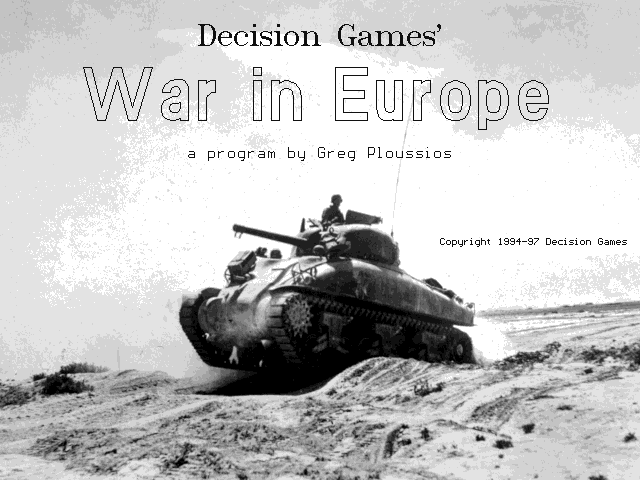 Decision Games'
War in Europe
a program by Greg Ploussios
Copyright 1994-97 Decision Games